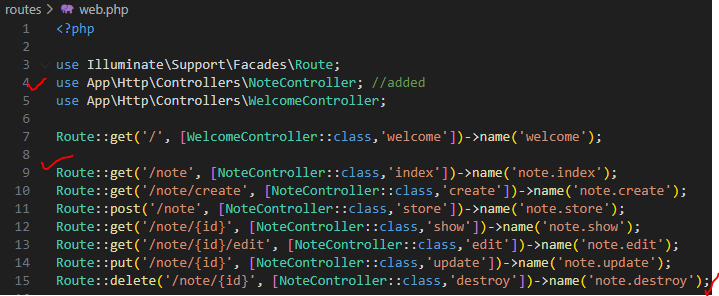 routes > web.php
1 <?php
2
3 use Illuminate\Support\Facades\Route;
4 use App\Http\Controllers\NoteController; //added
5 use App\Http\Controllers\WelcomeController;
6
7 Route::get('/', [WelcomeController::class,'welcome'])->name('welcome');
8
9 Route::get('/note', [NoteController::class,'index'])->name('note.index');
10 Route::get('/note/create', [NoteController::class,'create'])->name('note.create');
11 Route::post('/note', [NoteController::class,'store'])->name('note.store');
12 Route::get('/note/{id}', [NoteController::class,'show'])->name('note.show');
13 Route::get('/note/{id}/edit', [NoteController::class,'edit'])->name('note.edit');
14 Route::put('/note/{id}', [NoteController::class,'update'])->name('note.update');
15 Route::delete('/note/{id}', [NoteController::class,'destroy'])->name('note.destroy');